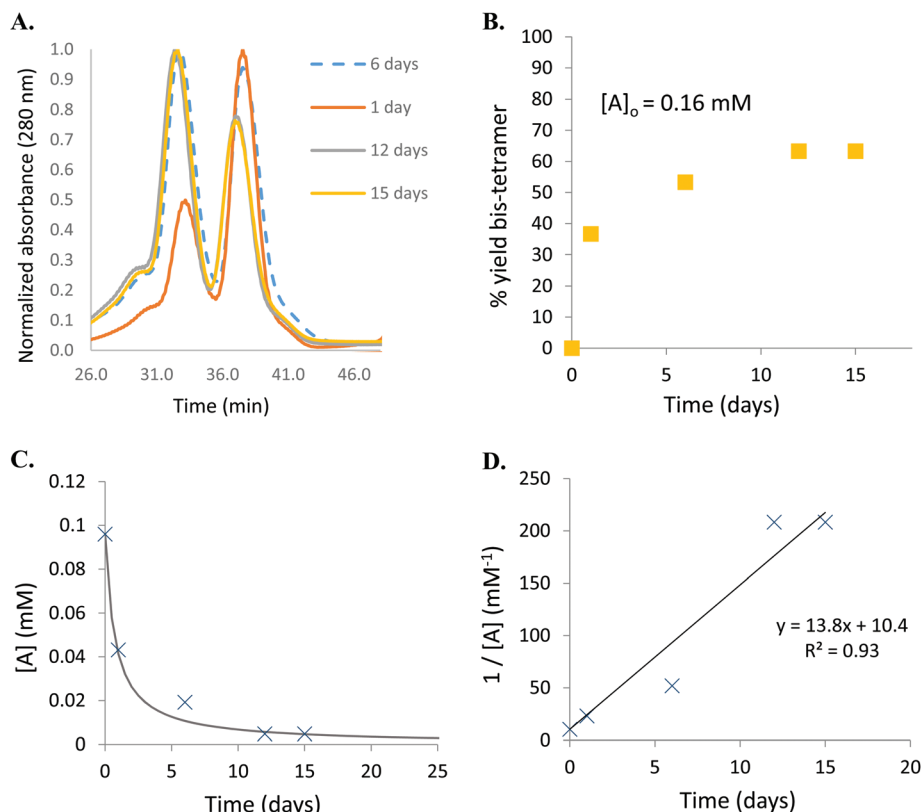 A.
Normalized absorbance (280 nm)
1.0
0.9
0.8
0.7
0.6
0.5
0.4
0.3
0.2
0.1
0.0
26.0 31.0 36.0 41.0 46.0
Time (min)
6 days
1 day
12 days
15 days
B.
% yield bis-tetramer
100
90
80
70
60
50
40
30
20
10
0
[A]o = 0.16 mM
0 5 10 15
Time (days)
C.
[A] (mM)
0.12
0.1
0.08
0.06
0.04
0.02
0
0 5 10 15 20 25
Time (days)
D.
1 / [A] (mM-1)
250
200
150
100
50
0
y = 13.8x + 10.4
R² = 0.93
0 5 10 15 20
Time (days)